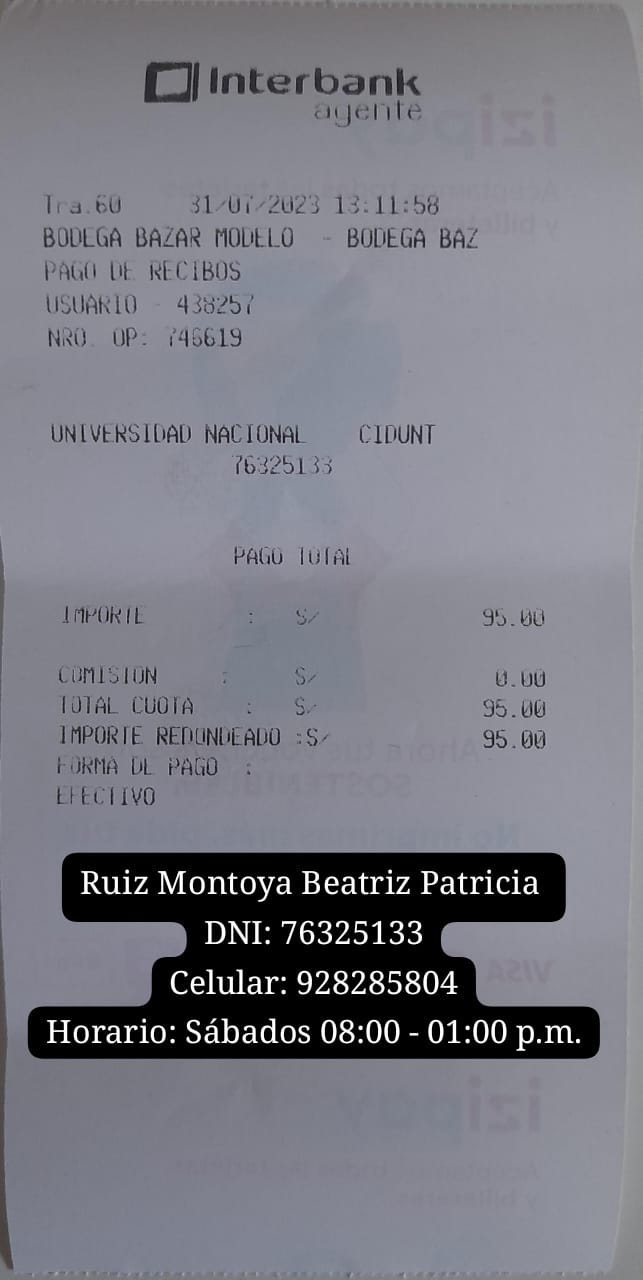 Interbank
agente
Tra.60 31/07/2023 13:11:58
BODEGA BAZAR MODELO - BODEGA BAZ
PAGO DE RECIBOS
USUARIO - 438257
NRO. OP: 746619
UNIVERSIDAD NACIONAL CIDUNT
76325133
PAGO TOTAL
IMPORTE : S/ 95.00
COMISION : S/ 0.00
TOTAL CUOTA : S/ 95.00
IMPORTE REDONDEADO :S/ 95.00
FORMA DE PAGO :
EFECTIVO
Ruiz Montoya Beatriz Patricia
DNI: 76325133
Celular: 928285804
Horario: Sábados 08:00 - 01:00 p.m.